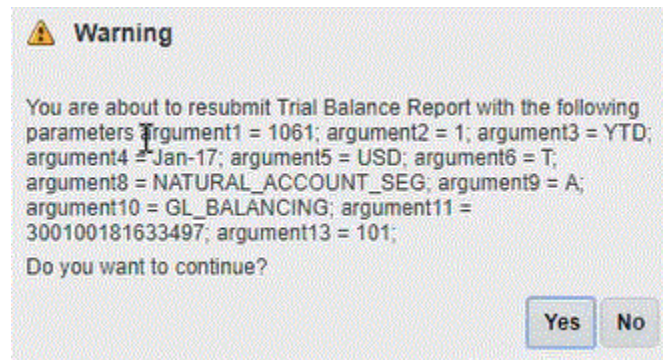 Warning
You are about to resubmit Trial Balance Report with the following
parameters argument1 = 1061; argument2 = 1; argument3 = YTD;
argument4 = Jan-17; argument5 = USD; argument6 = T;
argument8 = NATURAL_ACCOUNT_SEG; argument9 = A;
argument10 = GL_BALANCING; argument11 =
300100181633497; argument13 = 101;
Do you want to continue?
Yes No